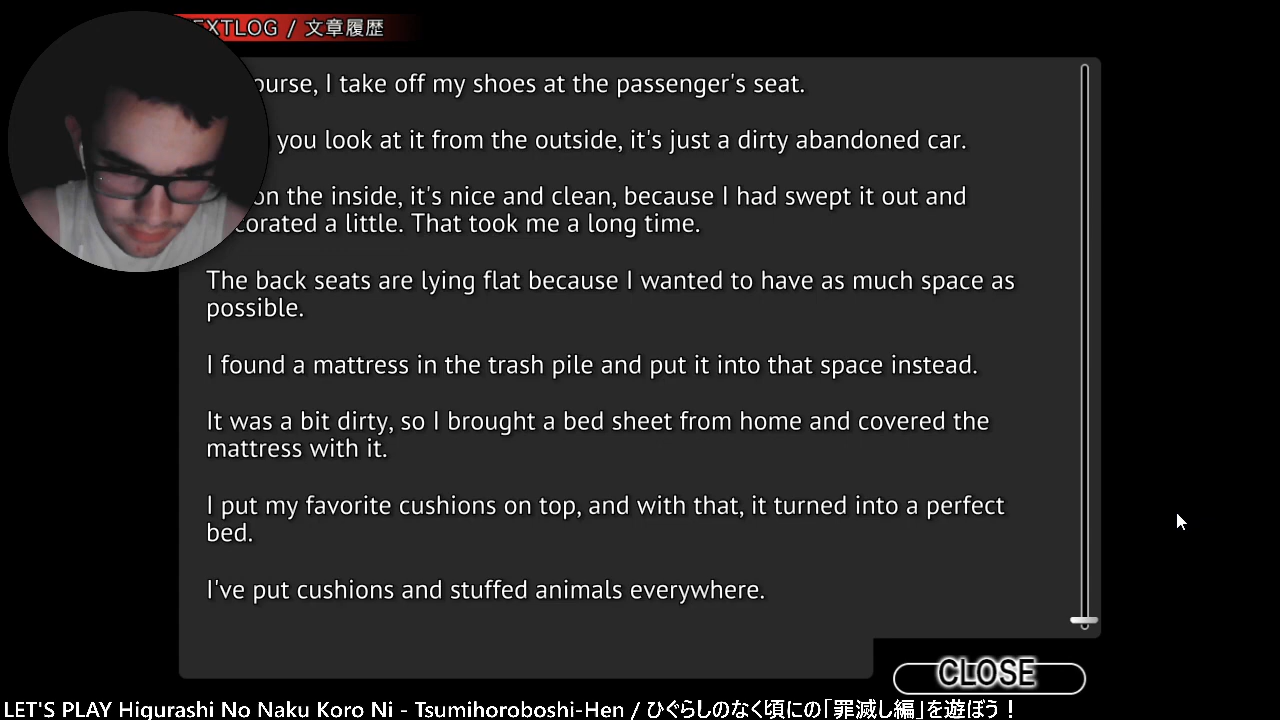 EXTLOG / 文章履歴
ourse, I take off my shoes at the passenger's seat.
you look at it from the outside, it's just a dirty abandoned car.
on the inside, it's nice and clean, because I had swept it out and
corated a little. That took me a long time.
The back seats are lying flat because I wanted to have as much space as
possible.
I found a mattress in the trash pile and put it into that space instead.
It was a bit dirty, so I brought a bed sheet from home and covered the
mattress with it.
I put my favorite cushions on top, and with that, it turned into a perfect
bed.
I've put cushions and stuffed animals everywhere.
CLOSE
LET'S PLAY Higurashi No Naku Koro Ni - Tsumihoroboshi-Hen / ひぐらしのなく頃にの「罪滅し編」を遊ぼう！